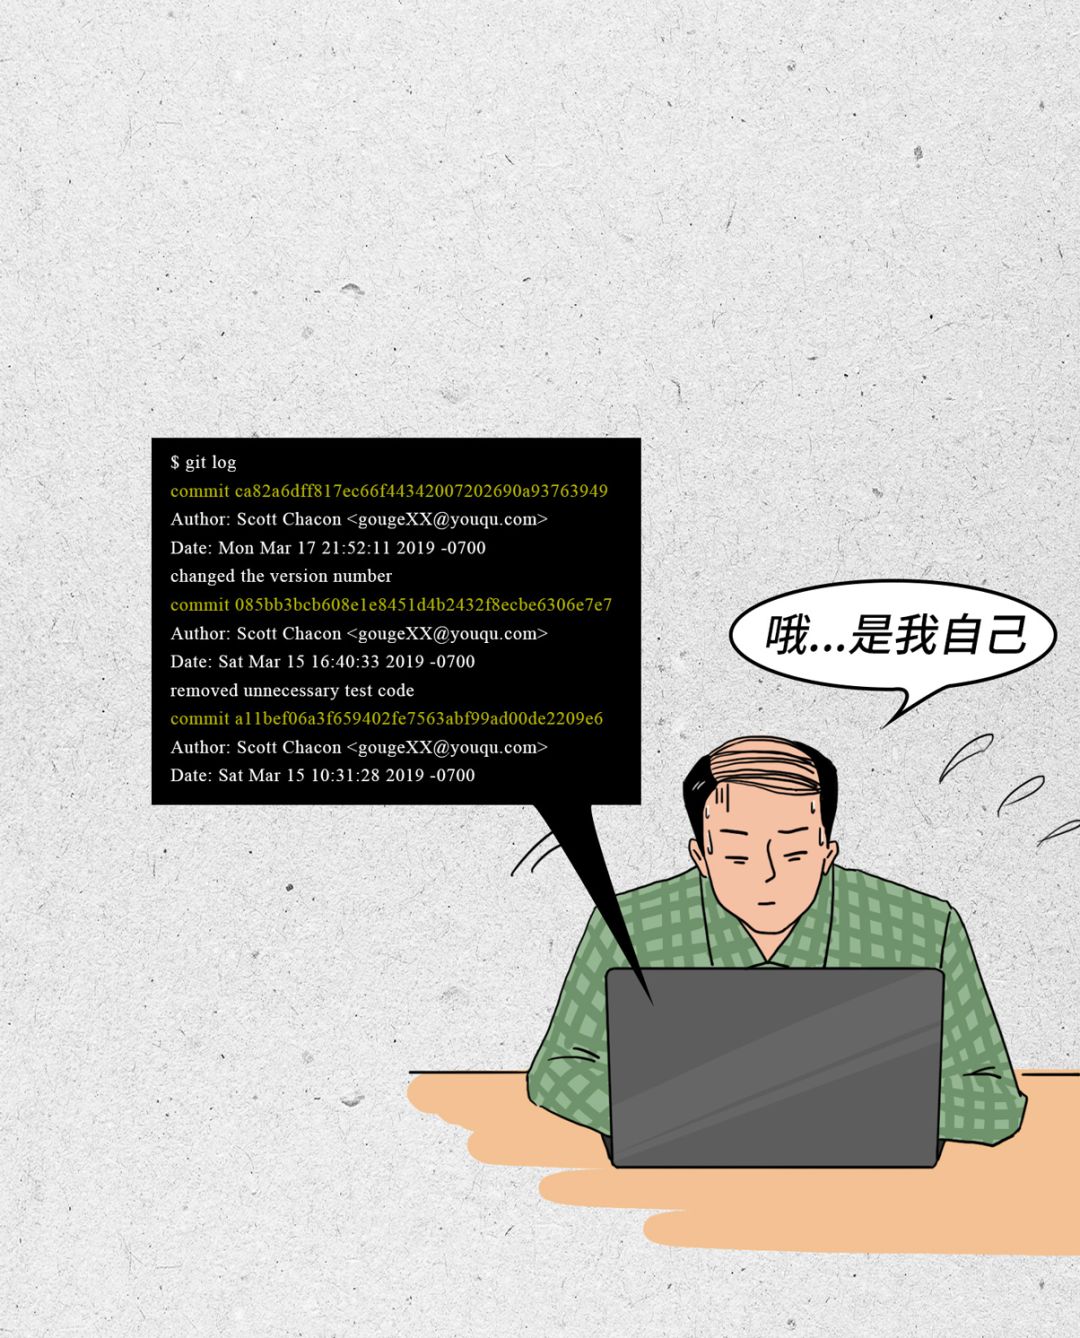 $ git log
commit ca82a6dff817ec66f44342007202690a93763949
Author: Scott Chacon <gougeXX@youqu.com>
Date: Mon Mar 17 21:52:11 2019 -0700
changed the version number
commit 085bb3bcb608e1e8451d4b2432f8ecbe6306e7e7
Author: Scott Chacon <gougeXX@youqu.com>
Date: Sat Mar 15 16:40:33 2019 -0700
removed unnecessary test code
commit a11bef06a3f659402fe7563abf99ad00de2209e6
Author: Scott Chacon <gougeXX@youqu.com>
Date: Sat Mar 15 10:31:28 2019 -0700
哦...是我自己